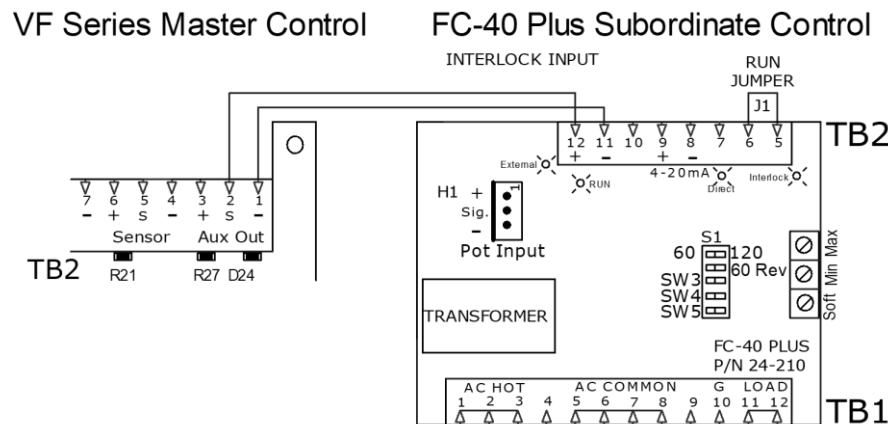 VF Series Master Control
FC-40 Plus Subordinate Control
INTERLOCK INPUT
RUN
JUMPER
J1
12 11 10 9 8 7 6 5
+ - + -
TB2
External
RUN
4-20mA
Direct
Interlock
7 6 5 4 3 2 1
- + S - + S -
Sensor Aux Out
TB2
R21 R27 D24
H1 + 1
Sig.
-
Pot Input
S1
60 120
60 Rev
SW3
SW4
SW5
Soft Min Max
TRANSFORMER
FC-40 PLUS
P/N 24-210
AC HOT AC COMMON G LOAD
1 2 3 4 5 6 7 8 9 10 11 12
TB1